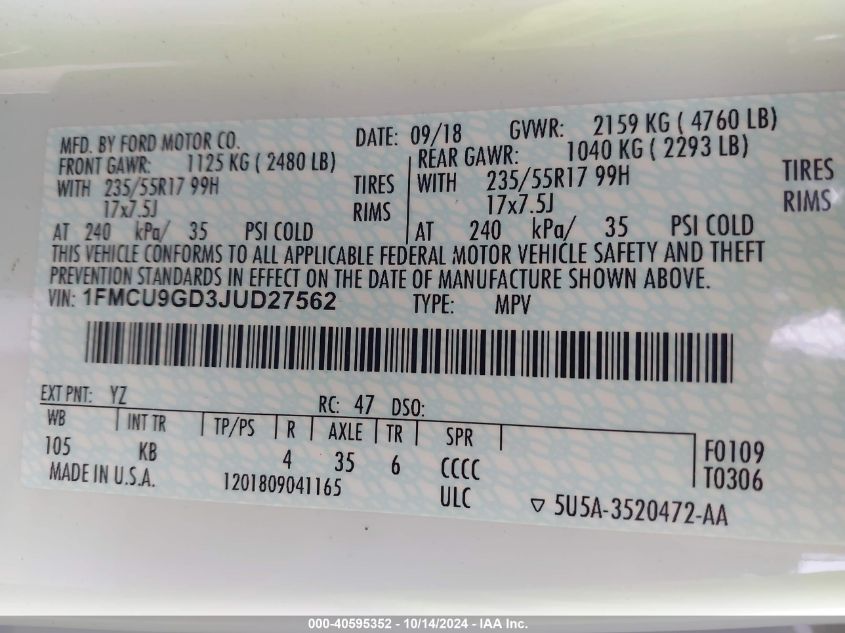 MFD. BY FORD MOTOR CO. DATE: 09/18 GVWR: 2159 KG ( 4760 LB)
FRONT GAWR: 1125 KG ( 2480 LB) REAR GAWR: 1040 KG ( 2293 LB)
WITH 235/55R17 99H TIRES WITH 235/55R17 99H TIRES
17x7.5J RIMS 17x7.5J RIMS
AT 240 kPa/ 35 PSI COLD AT 240 kPa/ 35 PSI COLD
THIS VEHICLE CONFORMS TO ALL APPLICABLE FEDERAL MOTOR VEHICLE SAFETY AND THEFT
PREVENTION STANDARDS IN EFFECT ON THE DATE OF MANUFACTURE SHOWN ABOVE.
VIN: 1FMCU9GD3JUD27562 TYPE: MPV
EXT PNT: YZ RC: 47 DSO:
WB INT TR TP/PS R AXLE TR SPR F0109
105 KB 4 35 6 CCCC T0306
MADE IN U.S.A. 1201809041165 ULC ▽ 5U5A-3520472-AA
000-40595352 - 10/14/2024 - IAA Inc.